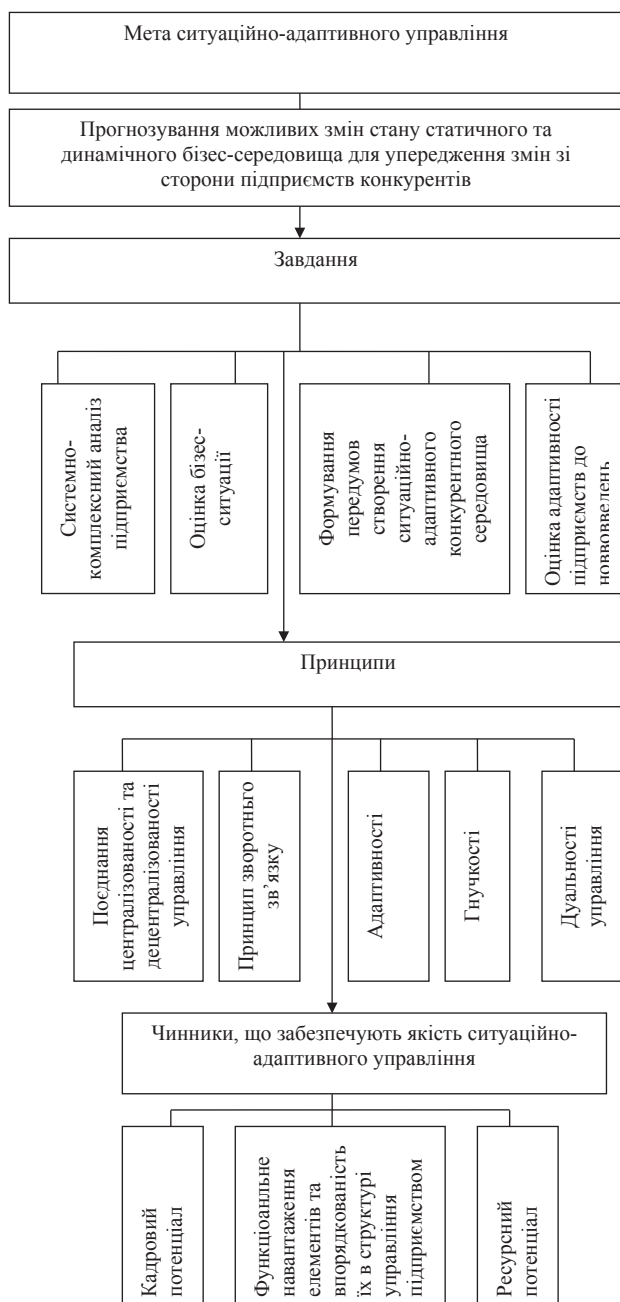 Мета ситуаційно-адаптивного управління
Прогнозування можливих змін стану статичного та
динамічного бізес-середовища для упередження змін зі
сторони підприємств конкурентів
Завдання
Системно-
комплексний аналіз
підприємства
Оцінка бізес-
ситуації
Формування
передумов
створення
ситуаційно-
адаптивного
конкурентного
середовища
Оцінка адаптивності
підприємств до
нововведень
Принципи
Поєднання
централізованості та
децентралізованості
управління
Принцип зворотньго
зв’язку
Адаптивності
Гнучкості
Дуальності
управління
Чинники, що забезпечують якість ситуаційно-
адаптивного управління
Кадровий
потенціал
Функціоанльне
навантаження
елементів та
впорядкованість
їх в структурі
управління
підприємством
Ресурсний
потенціал